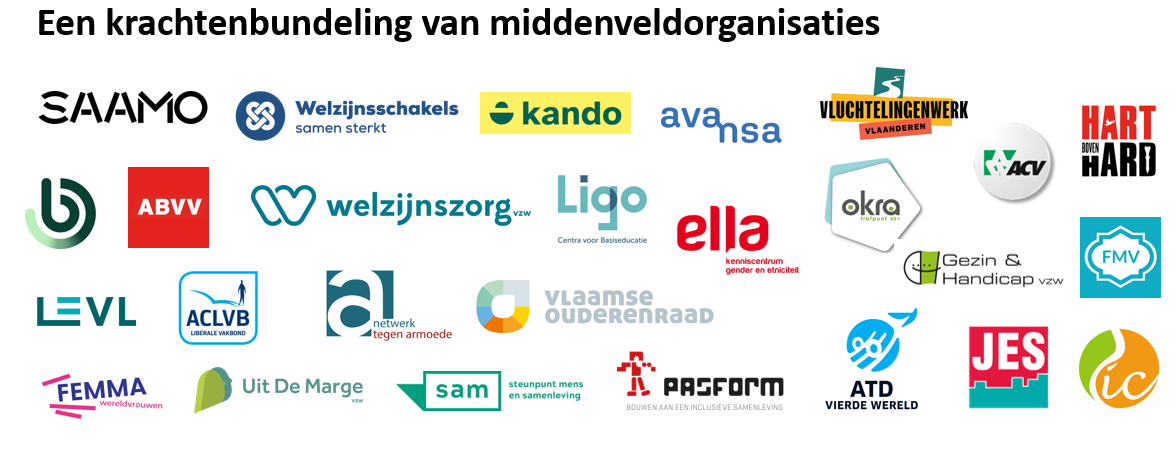 Een krachtenbundeling van middenveldorganisaties
SAAMO
Welzijnsschakels
samen sterkt
kando
avansa
VLUCHTELINGENWERK
VLAANDEREN
ACV
HART
BOVEN
HARD
b
ABVV
welzijnszorg vzw
Ligo
Centra voor Basiseducatie
ella
kenniscentrum
gender en etniciteit
okra
trefpunt 55+
Gezin &
Handicap vzw
FMV
LEVL
ACLVB
LIBERALE VAKBOND
a
netwerk
tegen armoede
VLAAMSE
OUDERENRAAD
ATD
VIERDE WERELD
JES
ic
FEMMA
wereldvrouwen
Uit De Marge
vzw
sam
steunpunt mens
en samenleving
PASFORM
BOUWEN AAN EEN INCLUSIEVE SAMENLEVING